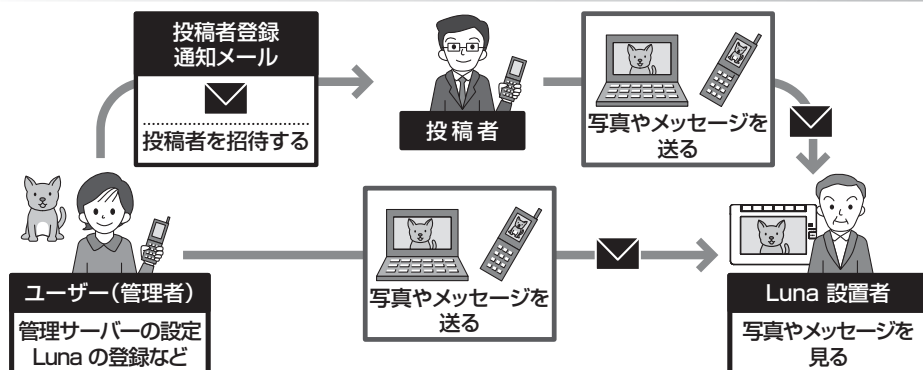 投稿者登録
通知メール
投稿者を招待する
投稿者
写真やメッセージを
送る
ユーザー（管理者）
管理サーバーの設定
Luna の登録など
写真やメッセージを
送る
Luna 設置者
写真やメッセージを
見る